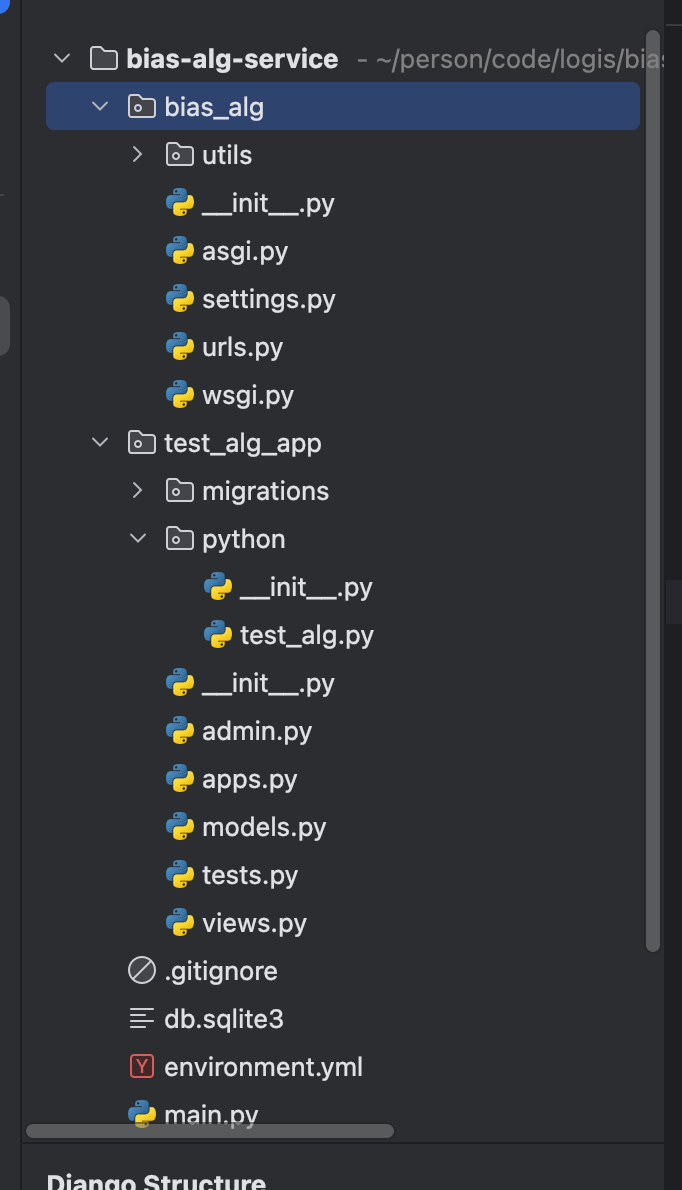 bias-alg-service - ~/person/code/logis/bias
bias_alg
utils
__init__.py
asgi.py
settings.py
urls.py
wsgi.py
test_alg_app
migrations
python
__init__.py
test_alg.py
__init__.py
admin.py
apps.py
models.py
tests.py
views.py
.gitignore
db.sqlite3
Y environment.yml
main.py
Django Structure